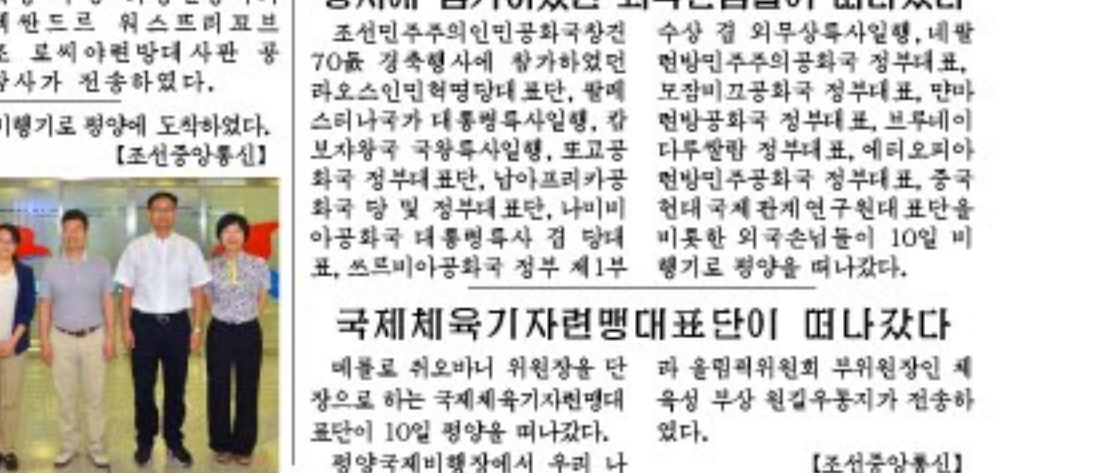 싼드르 워스프리꼬브
로씨야련방대사관 공
사가 전송하였다.
비행기로 평양에 도착하였다.
【조선중앙통신】
조선민주주의인민공화국창건
70돐 경축행사에 참가하였던
라오스인민혁명당대표단, 팔레
스티나국가 대통령특사일행, 캄
보쟈왕국 국왕특사일행, 또고공
화국 정부대표단, 남아프리카공
화국 당 및 정부대표단, 나미비
아공화국 대통령특사 겸 당대
표, 쓰르비아공화국 정부 제1부
수상 겸 외무상특사일행, 네팔
련방민주주의공화국 정부대표,
모잠비끄공화국 정부대표, 먄마
련방공화국 정부대표, 브루네이
다루쌀람 정부대표, 에티오피아
련방민주공화국 정부대표, 중국
현대국제관계연구원대표단을
비롯한 외국손님들이 10일 비
행기로 평양을 떠나갔다.
국제체육기자련맹대표단이 떠나갔다
메를로 쥐오바니 위원장을 단
장으로 하는 국제체육기자련맹대
표단이 10일 평양을 떠나갔다.
평양국제비행장에서 우리 나
라 올림픽위원회 부위원장인 체
육성 부상 원길우동지가 전송하
였다.
【조선중앙통신】